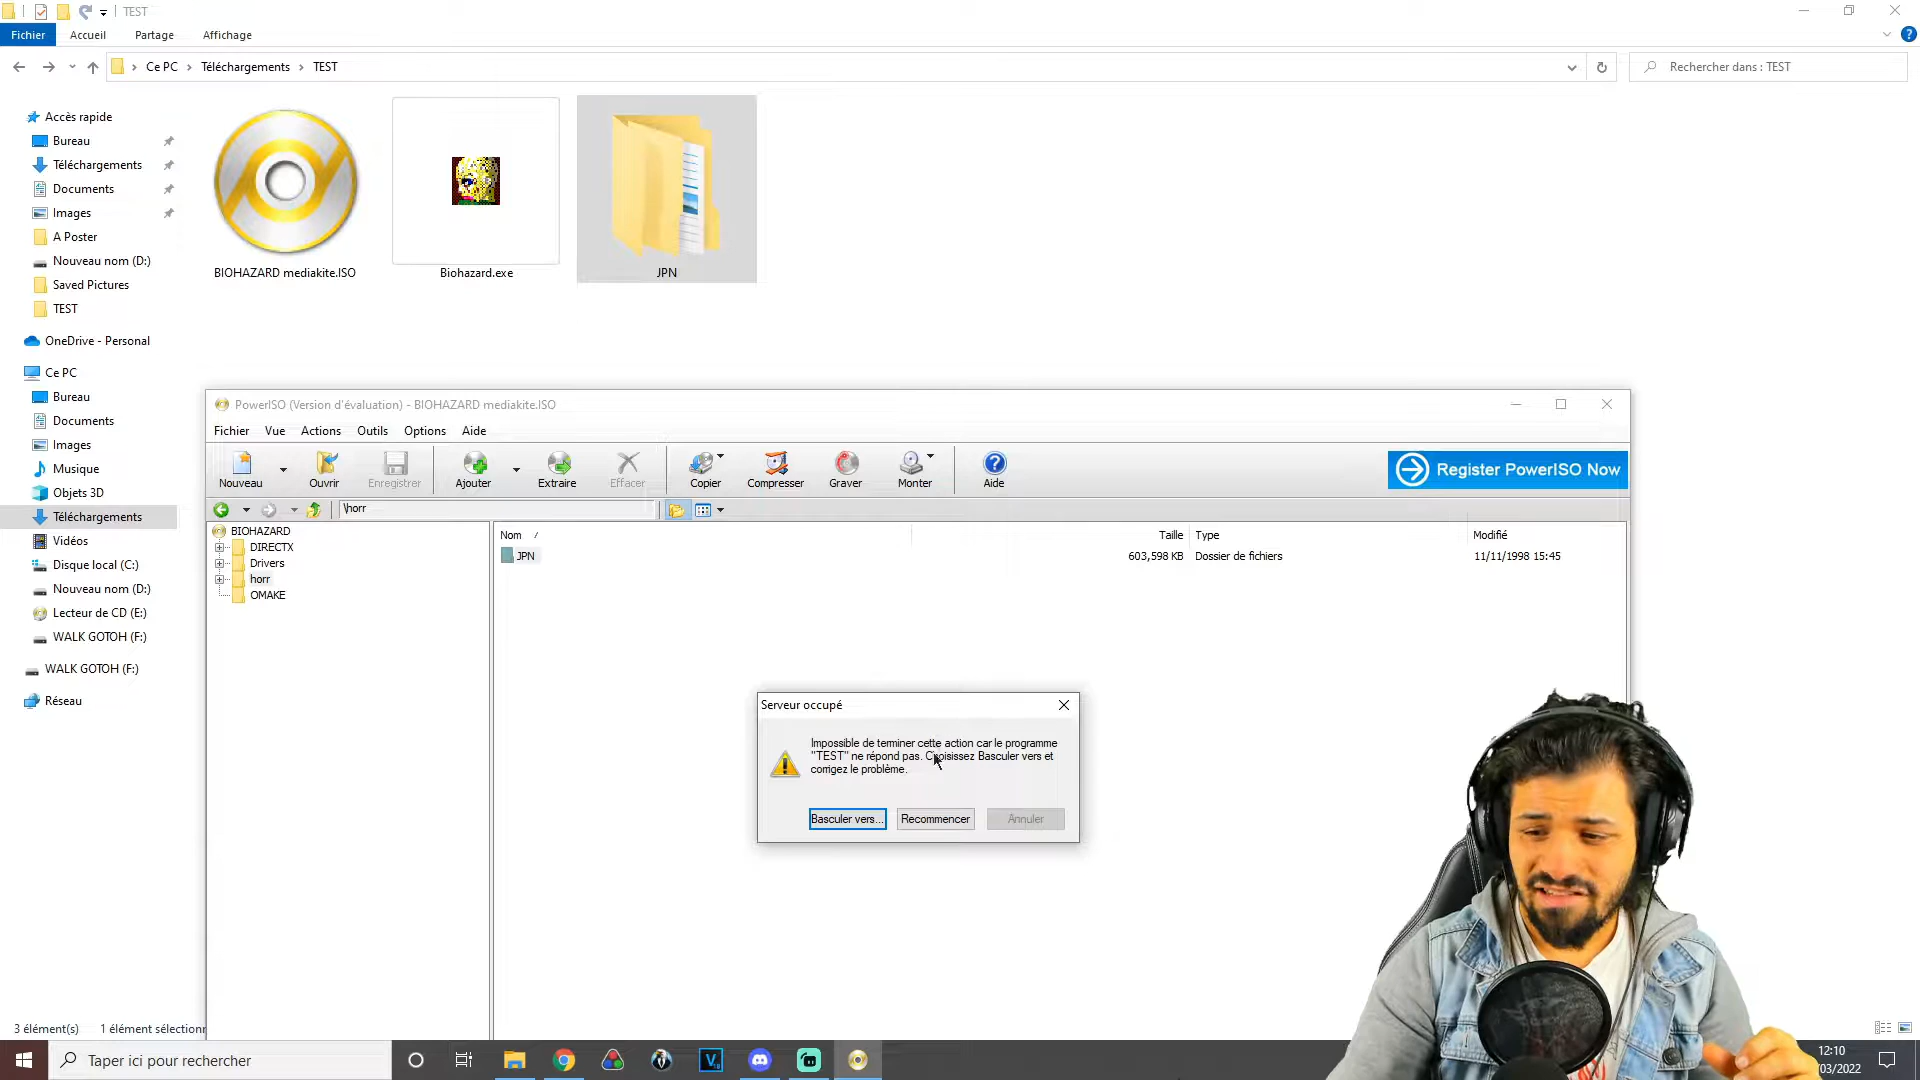 TEST
Fichier
Accueil
Partage
Affichage
Ce PC
Téléchargements
TEST
Rechercher dans : TEST
Accès rapide
Bureau
Téléchargements
Documents
Images
A Poster
Nouveau nom (D:)
Saved Pictures
TEST
OneDrive - Personal
Ce PC
Bureau
Documents
Images
Musique
Objets 3D
Téléchargements
Vidéos
Disque local (C:)
Nouveau nom (D:)
Lecteur de CD (E:)
WALK GOTOH (F:)
WALK GOTOH (F:)
Réseau
BIOHAZARD mediakite.ISO
Biohazard.exe
JPN
PowerISO (Version d'évaluation) - BIOHAZARD mediakite.ISO
Fichier
Vue
Actions
Outils
Options
Aide
Nouveau
Ouvrir
Enregistrer
Ajouter
Extraire
Effacer
Copier
Compresser
Graver
Monter
Aide
Register PowerISO Now
\horr
BIOHAZARD
DIRECTX
Drivers
horr
OMAKE
Nom
Taille
Type
Modifié
JPN
603,598 KB
Dossier de fichiers
11/11/1998 15:45
Serveur occupé
Impossible de terminer cette action car le programme
"TEST" ne répond pas. Choisissez Basculer vers et
corrigez le problème.
Basculer vers...
Recommencer
Annuler
3 élément(s)
1 élément sélectionn
Taper ici pour rechercher
12:10
/03/2022